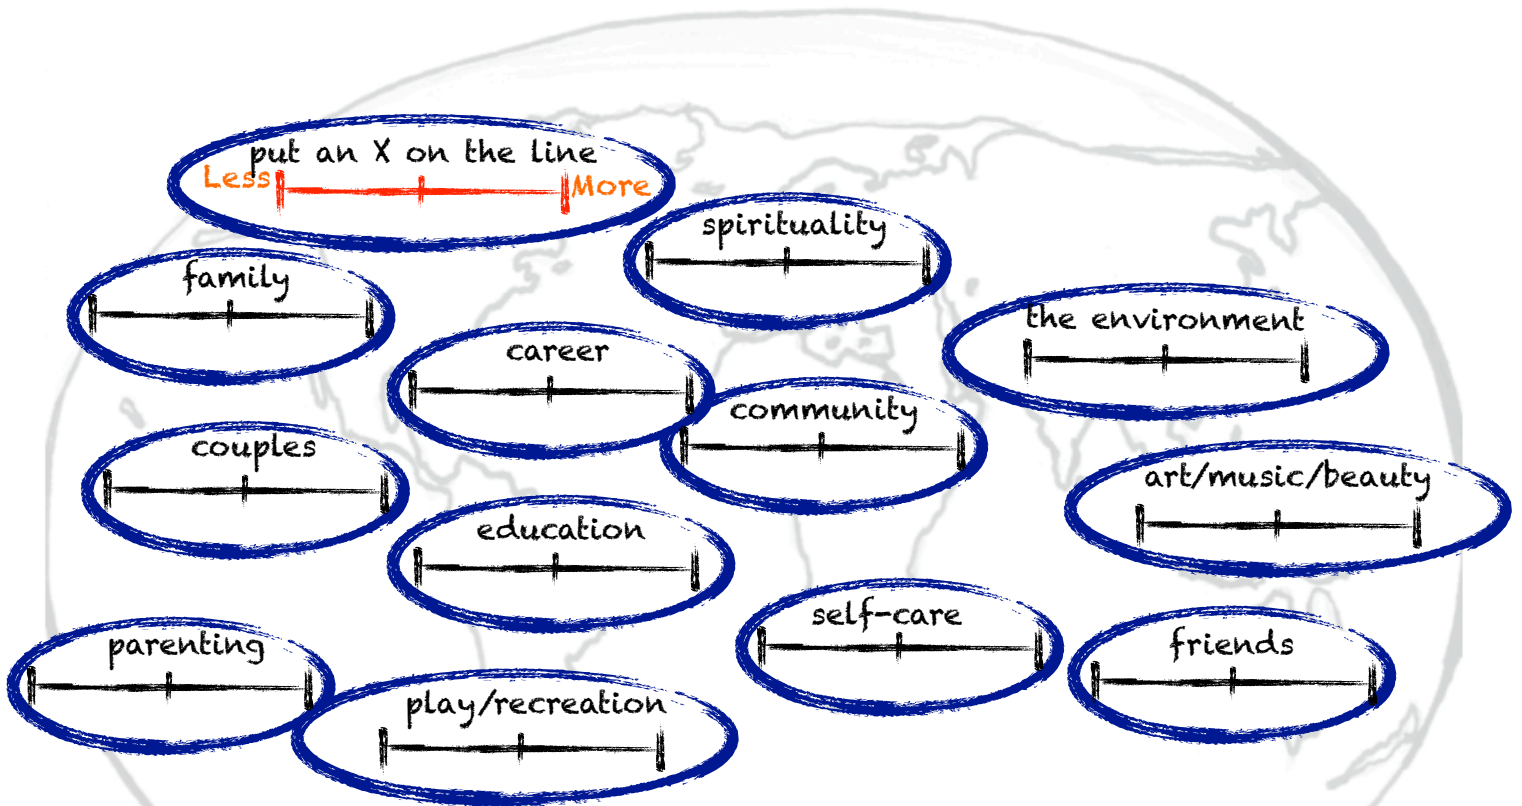 put an X on the line
Less
More
spirituality
family
the environment
career
community
couples
art/music/beauty
education
self-care
friends
parenting
play/recreation